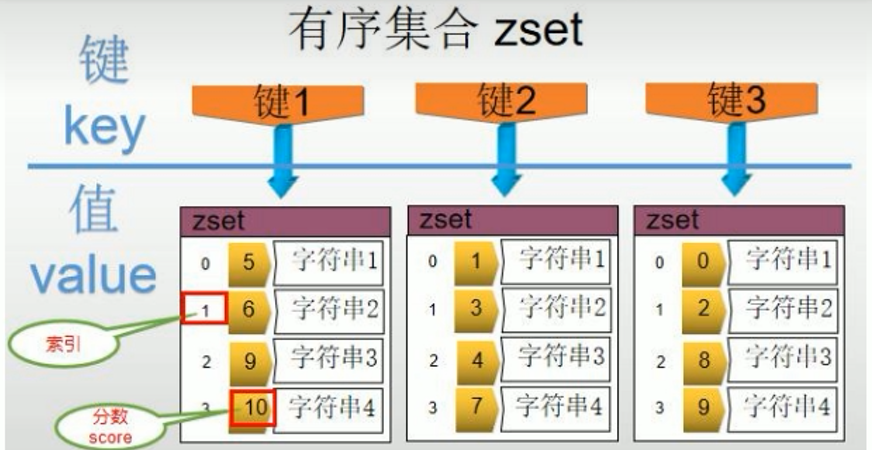 有序集合 zset
键
key
键1
键2
键3
值
value
zset
0 5 字符串1
1 6 字符串2
2 9 字符串3
3 10 字符串4
zset
0 1 字符串1
1 3 字符串2
2 4 字符串3
3 7 字符串4
zset
0 0 字符串1
1 2 字符串2
2 8 字符串3
3 9 字符串4
索引
分数
score